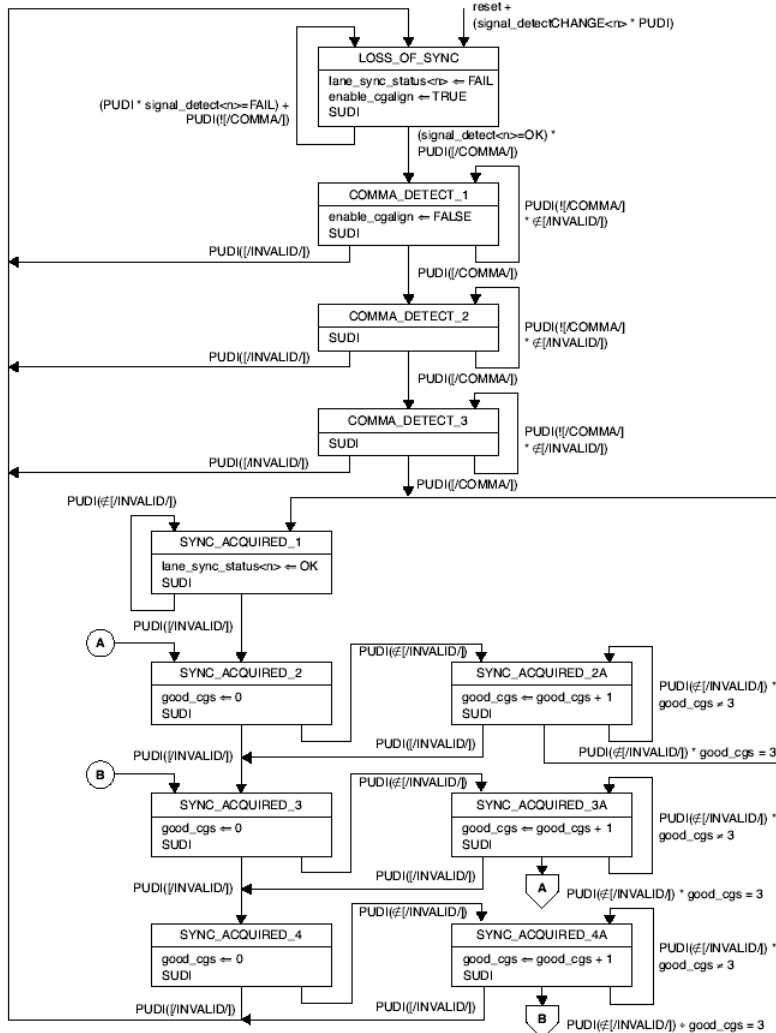 reset +
(signal_detectCHANGE<n> * PUDI)
LOSS_OF_SYNC
lane_sync_status<n> ⇐ FAIL
enable_cgalign ⇐ TRUE
SUDI
(PUDI * signal_detect<n>=FAIL) +
PUDI(![/COMMA/])
(signal_detect<n>=OK) *
PUDI([/COMMA/])
COMMA_DETECT_1
enable_cgalign ⇐ FALSE
SUDI
PUDI(![/COMMA/]
* ∉[/INVALID/])
PUDI([/INVALID/])
PUDI([/COMMA/])
COMMA_DETECT_2
SUDI
PUDI(![/COMMA/]
* ∉[/INVALID/])
PUDI([/INVALID/])
PUDI([/COMMA/])
COMMA_DETECT_3
SUDI
PUDI(![/COMMA/]
* ∉[/INVALID/])
PUDI([/INVALID/])
PUDI([/COMMA/])
PUDI(∉[/INVALID/])
SYNC_ACQUIRED_1
lane_sync_status<n> ⇐ OK
SUDI
PUDI([/INVALID/])
A
PUDI(∉[/INVALID/])
SYNC_ACQUIRED_2
good_cgs ⇐ 0
SUDI
SYNC_ACQUIRED_2A
good_cgs ⇐ good_cgs + 1
SUDI
PUDI(∉[/INVALID/]) *
good_cgs ≠ 3
PUDI([/INVALID/])
PUDI([/INVALID/])
PUDI(∉[/INVALID/]) * good_cgs = 3
B
PUDI(∉[/INVALID/])
SYNC_ACQUIRED_3
good_cgs ⇐ 0
SUDI
SYNC_ACQUIRED_3A
good_cgs ⇐ good_cgs + 1
SUDI
PUDI(∉[/INVALID/]) *
good_cgs ≠ 3
PUDI([/INVALID/])
PUDI([/INVALID/])
A
PUDI(∉[/INVALID/]) * good_cgs = 3
PUDI(∉[/INVALID/])
SYNC_ACQUIRED_4
good_cgs ⇐ 0
SUDI
SYNC_ACQUIRED_4A
good_cgs ⇐ good_cgs + 1
SUDI
PUDI(∉[/INVALID/]) *
good_cgs ≠ 3
PUDI([/INVALID/])
PUDI([/INVALID/])
B
PUDI(∉[/INVALID/]) * good_cgs = 3